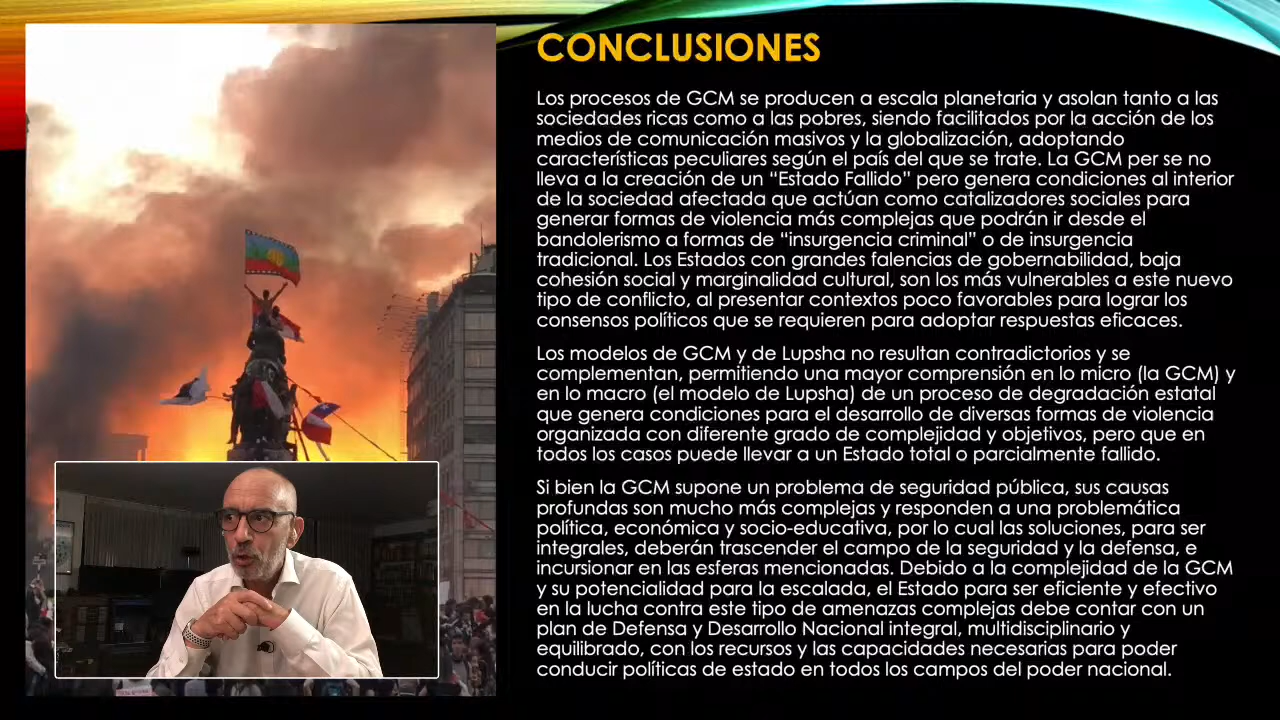 CONCLUSIONES
Los procesos de GCM se producen a escala planetaria y asolan tanto a las
sociedades ricas como a las pobres, siendo facilitados por la acción de los
medios de comunicación masivos y la globalización, adoptando
características peculiares según el país del que se trate. La GCM per se no
lleva a la creación de un “Estado Fallido” pero genera condiciones al interior
de la sociedad afectada que actúan como catalizadores sociales para
generar formas de violencia más complejas que podrán ir desde el
bandolerismo a formas de “insurgencia criminal” o de insurgencia
tradicional. Los Estados con grandes falencias de gobernabilidad, baja
cohesión social y marginalidad cultural, son los más vulnerables a este nuevo
tipo de conflicto, al presentar contextos poco favorables para lograr los
consensos políticos que se requieren para adoptar respuestas eficaces.
Los modelos de GCM y de Lupsha no resultan contradictorios y se
complementan, permitiendo una mayor comprensión en lo micro (la GCM) y
en lo macro (el modelo de Lupsha) de un proceso de degradación estatal
que genera condiciones para el desarrollo de diversas formas de violencia
organizada con diferente grado de complejidad y objetivos, pero que en
todos los casos puede llevar a un Estado total o parcialmente fallido.
Si bien la GCM supone un problema de seguridad pública, sus causas
profundas son mucho más complejas y responden a una problemática
política, económica y socio-educativa, por lo cual las soluciones, para ser
integrales, deberán trascender el campo de la seguridad y la defensa, e
incursionar en las esferas mencionadas. Debido a la complejidad de la GCM
y su potencialidad para la escalada, el Estado para ser eficiente y efectivo
en la lucha contra este tipo de amenazas complejas debe contar con un
plan de Defensa y Desarrollo Nacional integral, multidisciplinario y
equilibrado, con los recursos y las capacidades necesarias para poder
conducir políticas de estado en todos los campos del poder nacional.